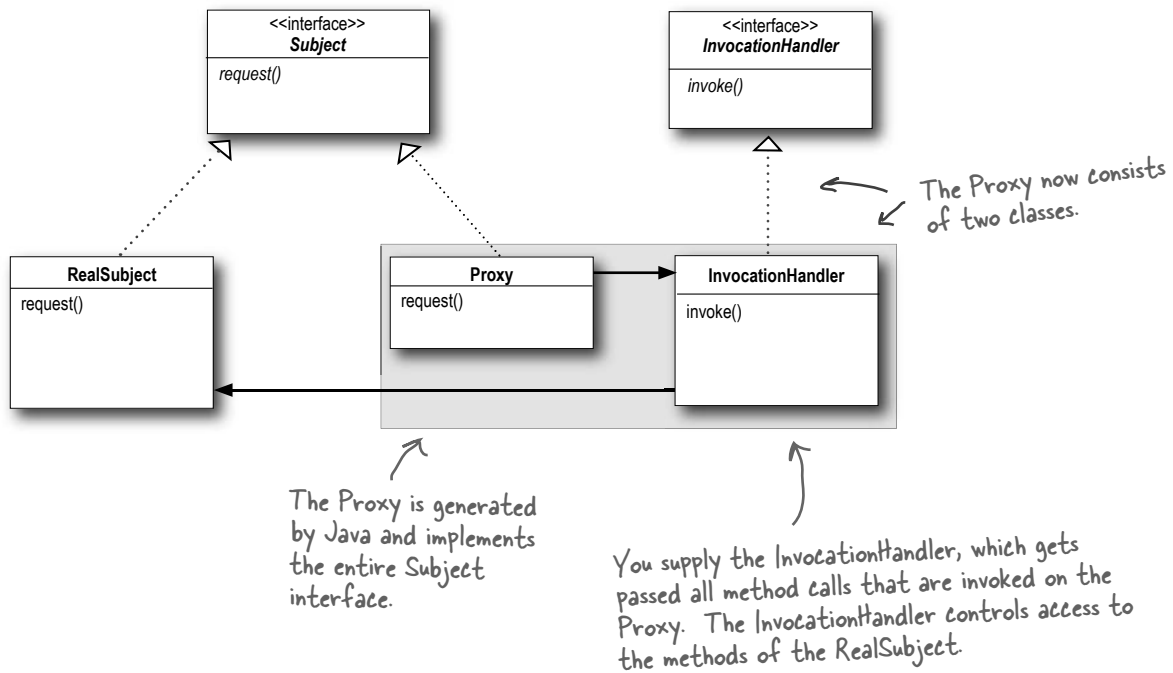 <<interface>>
Subject
request()
<<interface>>
InvocationHandler
invoke()
The Proxy now consists
of two classes.
RealSubject
request()
Proxy
request()
InvocationHandler
invoke()
The Proxy is generated
by Java and implements
the entire Subject
interface.
You supply the InvocationHandler, which gets
passed all method calls that are invoked on the
Proxy. The InvocationHandler controls access to
the methods of the RealSubject.